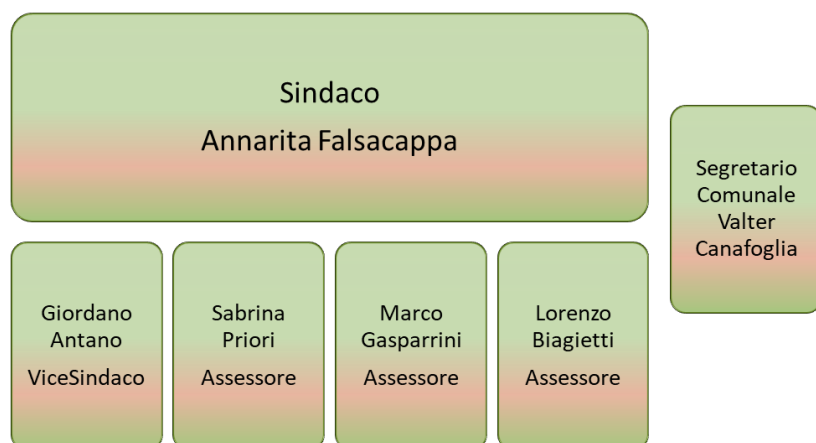 Sindaco
Annarita Falsacappa
Segretario
Comunale
Valter
Canafoglia
Giordano
Antano
ViceSindaco
Sabrina
Priori
Assessore
Marco
Gasparrini
Assessore
Lorenzo
Biagietti
Assessore